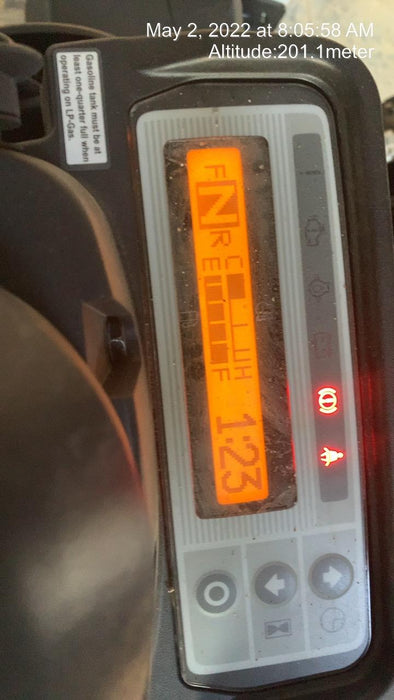 May 2, 2022 at 8:05:58 AM
Altitude:201.1meter
Gasoline tank must be at
least one-quarter full when
operating on LP-Gas.
F N R
C H
E F
1:23